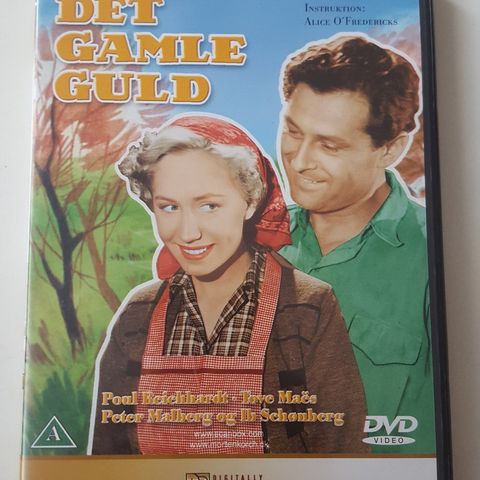 DET
GAMLE
GULD
INSTRUKTION:
ALICE O'FREDERICKS
Poul Reichhardt - Tove Maës
Peter Malberg og Ib Schønberg
A
DVD
VIDEO
DIGITALLY